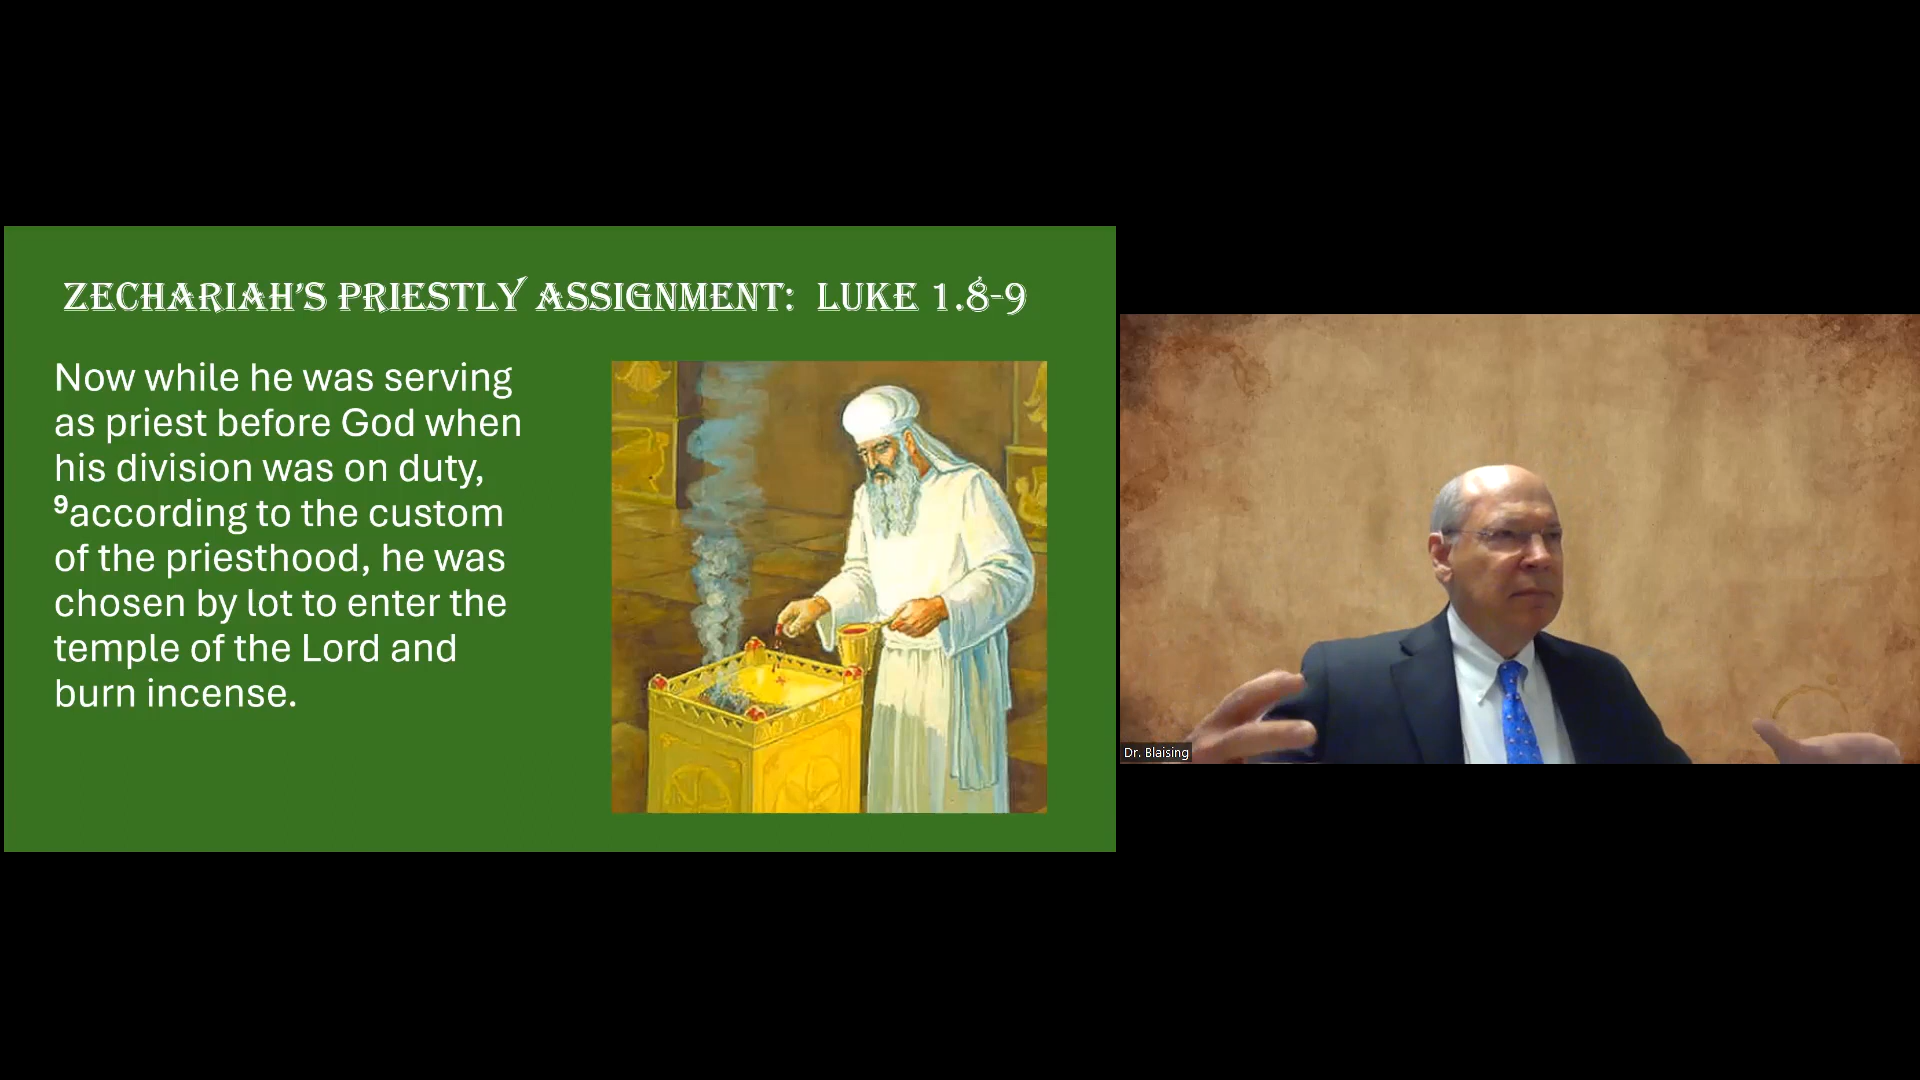 ZECHARIAH’S PRIESTLY ASSIGNMENT:  LUKE 1.8-9
Now while he was serving
as priest before God when
his division was on duty,
⁹according to the custom
of the priesthood, he was
chosen by lot to enter the
temple of the Lord and
burn incense.
Dr. Blaising